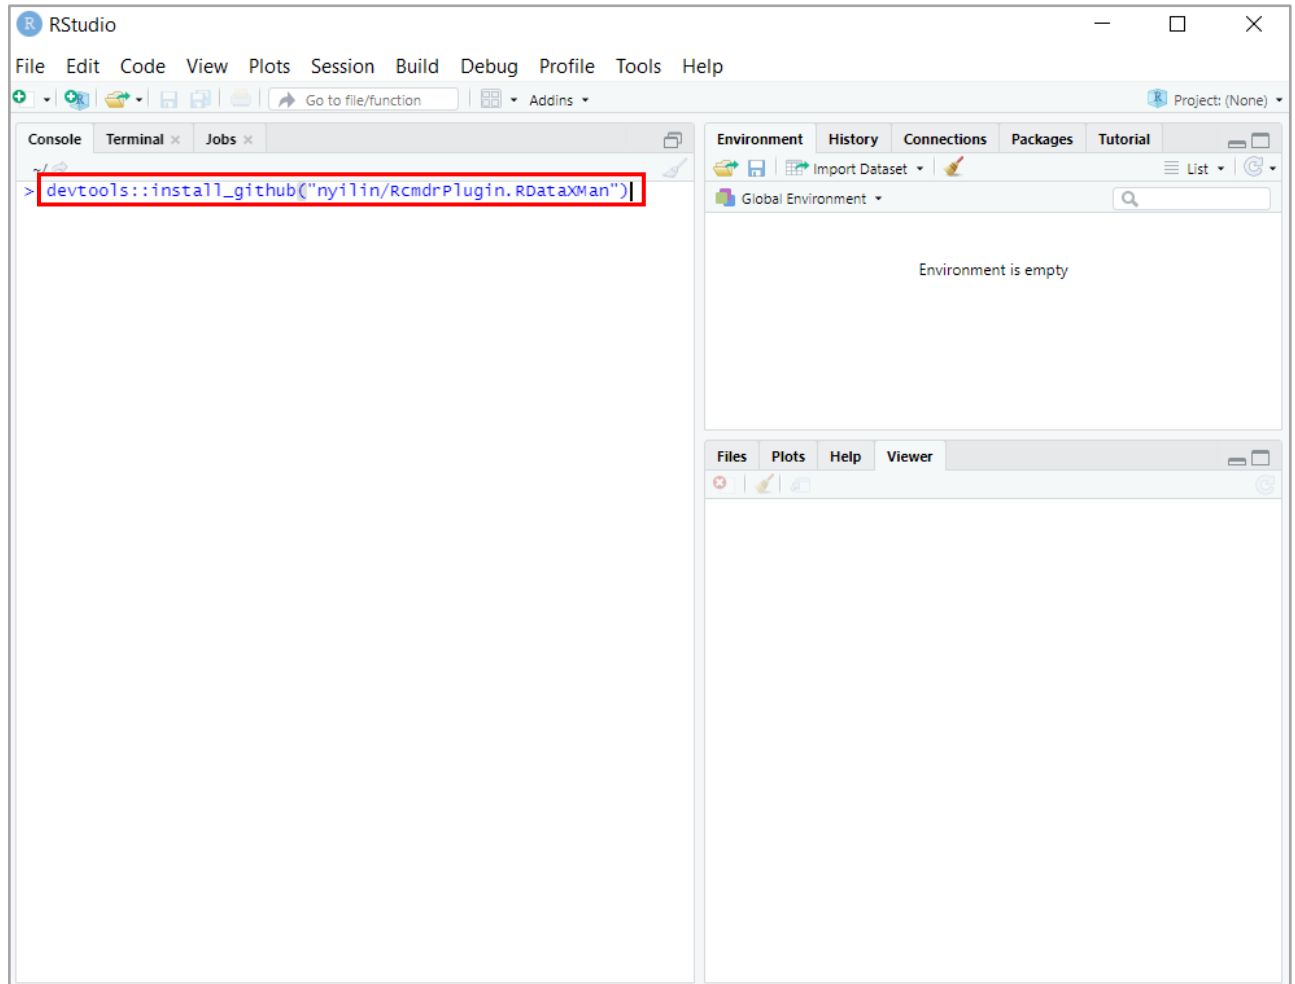 RStudio
File Edit Code View Plots Session Build Debug Profile Tools Help
Go to file/function Addins Project: (None)
Console Terminal Jobs
~/
> devtools::install_github("nyilin/RcmdrPlugin.RDataXMan")
Environment History Connections Packages Tutorial
Import Dataset List
Global Environment
Environment is empty
Files Plots Help Viewer